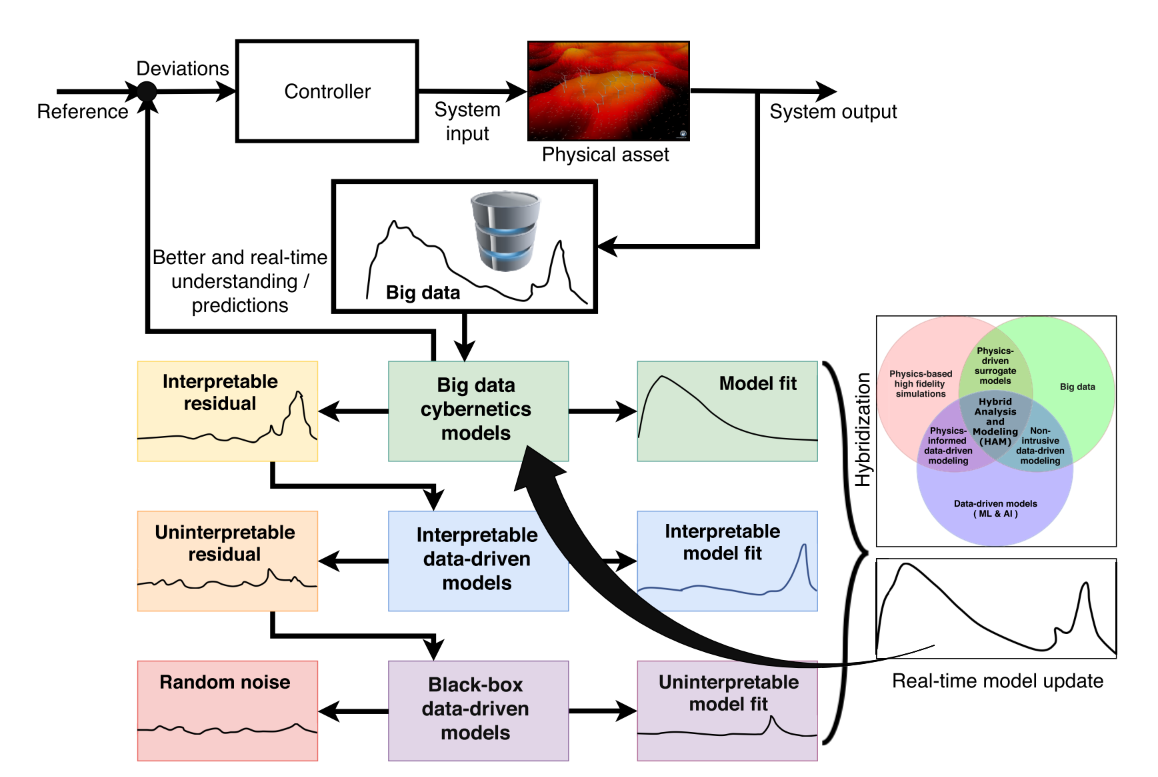 Deviations
Reference
Controller
System
input
Physical asset
System output
Better and real-time
understanding /
predictions
Big data
Interpretable
residual
Big data
cybernetics
models
Model fit
Uninterpretable
residual
Interpretable
data-driven
models
Interpretable
model fit
Random noise
Black-box
data-driven
models
Uninterpretable
model fit
Hybridization
Physics-based
high fidelity
simulations
Physics-
driven
surrogate
models
Big data
Hybrid
Analysis
and
Modeling
(HAM)
Physics-
informed
data-driven
modeling
Non-
intrusive
data-driven
modeling
Data-driven models
( ML & AI )
Real-time model update